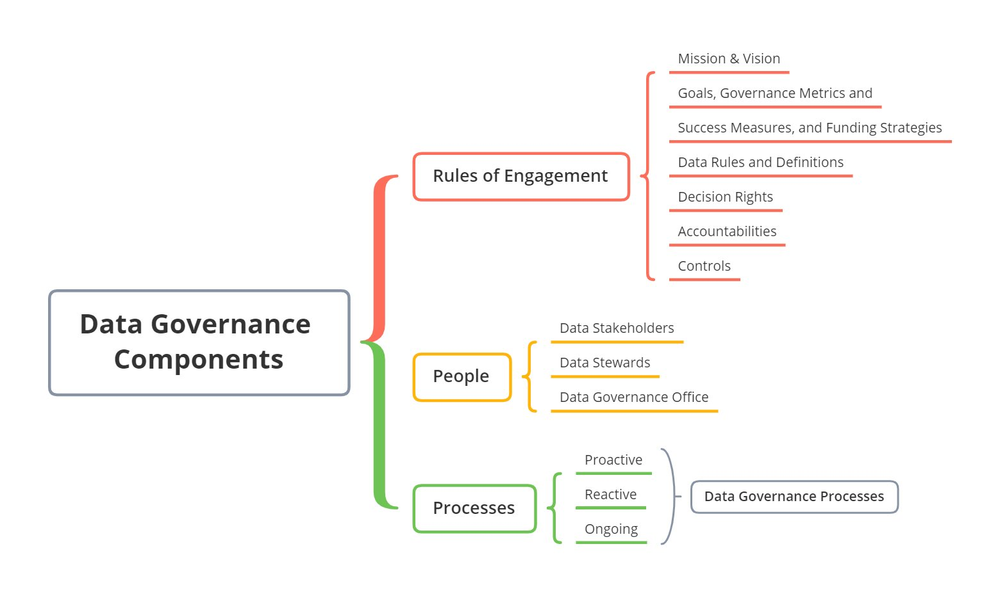 Data Governance
Components
Rules of Engagement
Mission & Vision
Goals, Governance Metrics and
Success Measures, and Funding Strategies
Data Rules and Definitions
Decision Rights
Accountabilities
Controls
People
Data Stakeholders
Data Stewards
Data Governance Office
Processes
Proactive
Reactive
Ongoing
Data Governance Processes